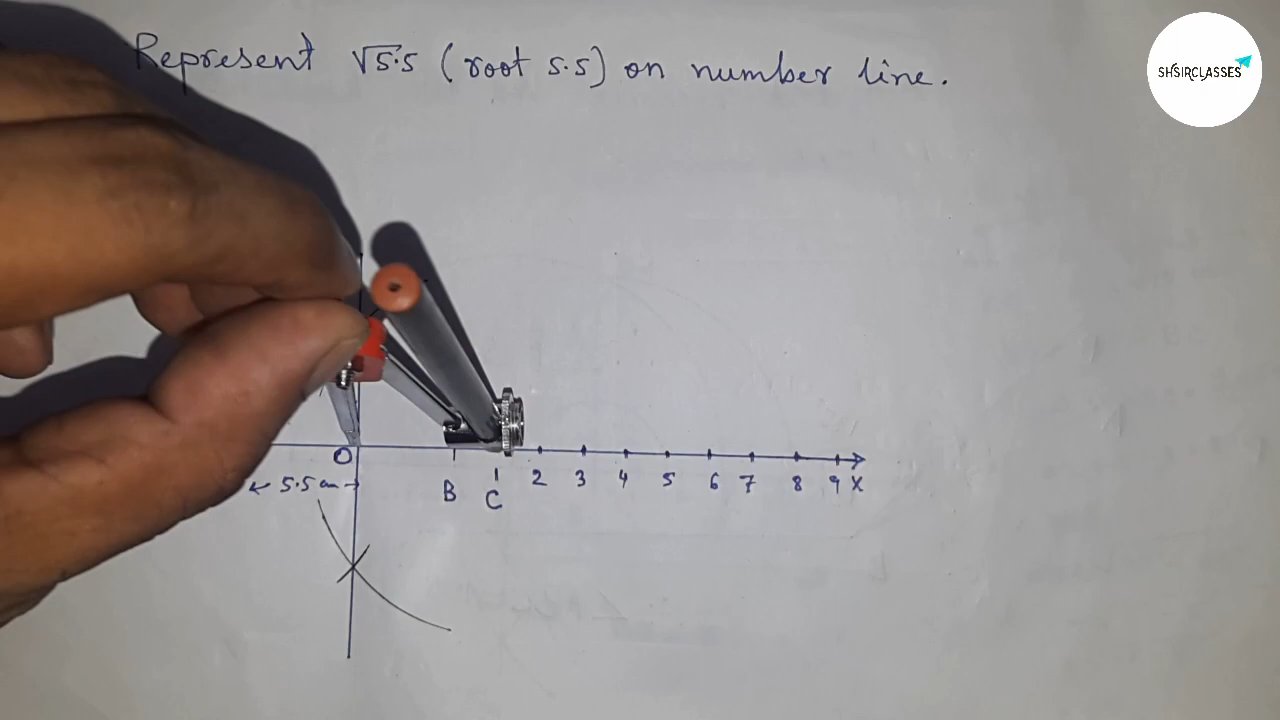 Represent √5.5 (root 5.5) on number line.
SHSIRCLASSES
O 1 2 3 4 5 6 7 8 9 X
5.5 cm B C